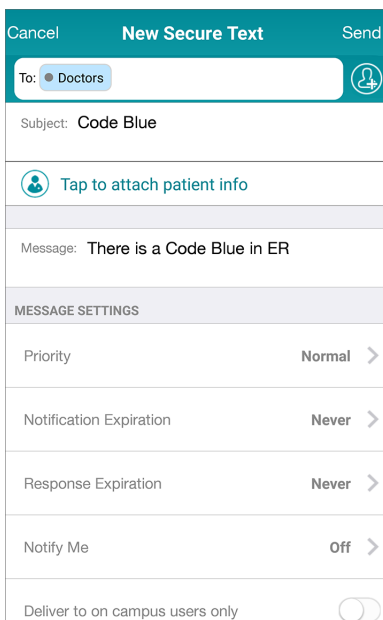 Cancel New Secure Text Send
To: Doctors
Subject: Code Blue
Tap to attach patient info
Message: There is a Code Blue in ER
MESSAGE SETTINGS
Priority Normal
Notification Expiration Never
Response Expiration Never
Notify Me Off
Deliver to on campus users only